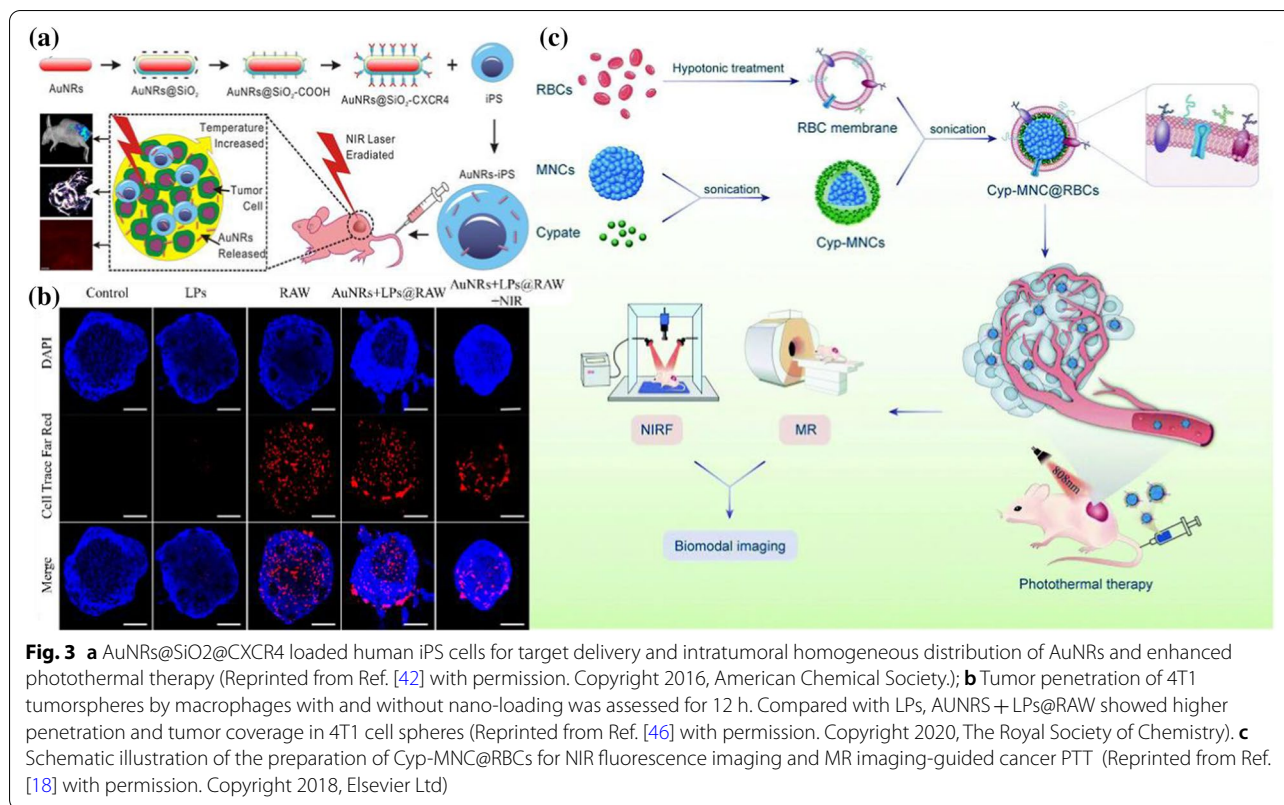 (a)
AuNRs
AuNRs@SiO₂
AuNRs@SiO₂-COOH
AuNRs@SiO₂-CXCR4
+
iPS
Temperature
Increased
NIR Laser
Eradiated
AuNRs-iPS
Tumor
Cell
AuNRs
Released
(b)
Control
LPs
RAW
AuNRs+LPs@RAW
AuNRs+LPs@RAW
−NIR
DAPI
Cell Trace Far Red
Merge
(c)
RBCs
Hypotonic treatment
RBC membrane
sonication
MNCs
sonication
Cypate
Cyp-MNCs
Cyp-MNC@RBCs
NIRF
MR
Biomodal imaging
808nm
Photothermal therapy
Fig. 3 a AuNRs@SiO2@CXCR4 loaded human iPS cells for target delivery and intratumoral homogeneous distribution of AuNRs and enhanced
photothermal therapy (Reprinted from Ref. [42] with permission. Copyright 2016, American Chemical Society.); b Tumor penetration of 4T1
tumorspheres by macrophages with and without nano-loading was assessed for 12 h. Compared with LPs, AUNRS + LPs@RAW showed higher
penetration and tumor coverage in 4T1 cell spheres (Reprinted from Ref. [46] with permission. Copyright 2020, The Royal Society of Chemistry). c
Schematic illustration of the preparation of Cyp-MNC@RBCs for NIR fluorescence imaging and MR imaging-guided cancer PTT (Reprinted from Ref.
[18] with permission. Copyright 2018, Elsevier Ltd)